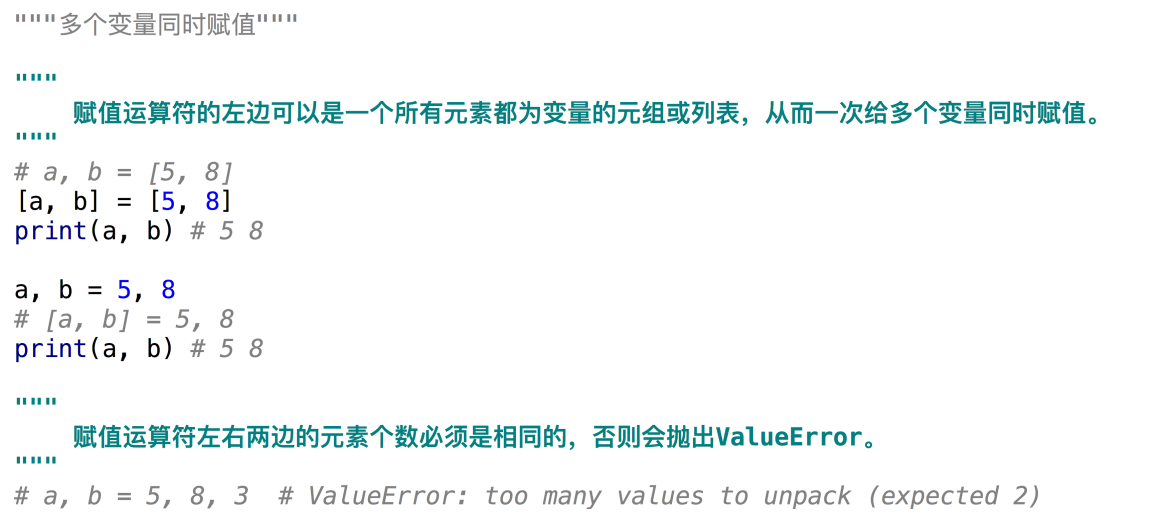 """多个变量同时赋值"""
"""
赋值运算符的左边可以是一个所有元素都为变量的元组或列表，从而一次给多个变量同时赋值。
"""
# a, b = [5, 8]
[a, b] = [5, 8]
print(a, b) # 5 8
a, b = 5, 8
# [a, b] = 5, 8
print(a, b) # 5 8
"""
赋值运算符左右两边的元素个数必须是相同的，否则会抛出ValueError。
"""
# a, b = 5, 8, 3  # ValueError: too many values to unpack (expected 2)